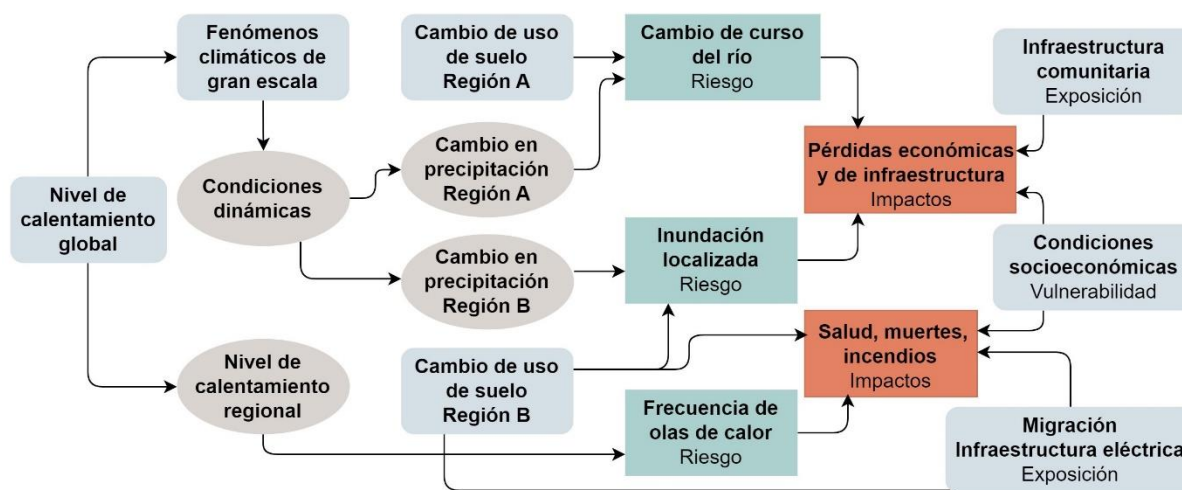 Fenómenos
climáticos de
gran escala
Cambio de uso
de suelo
Región A
Cambio de curso
del río
Riesgo
Infraestructura
comunitaria
Exposición
Nivel de
calentamiento
global
Condiciones
dinámicas
Cambio en
precipitación
Región A
Pérdidas económicas
y de infraestructura
Impactos
Cambio en
precipitación
Región B
Inundación
localizada
Riesgo
Condiciones
socioeconómicas
Vulnerabilidad
Nivel de
calentamiento
regional
Cambio de uso
de suelo
Región B
Salud, muertes,
incendios
Impactos
Frecuencia de
olas de calor
Riesgo
Migración
Infraestructura eléctrica
Exposición